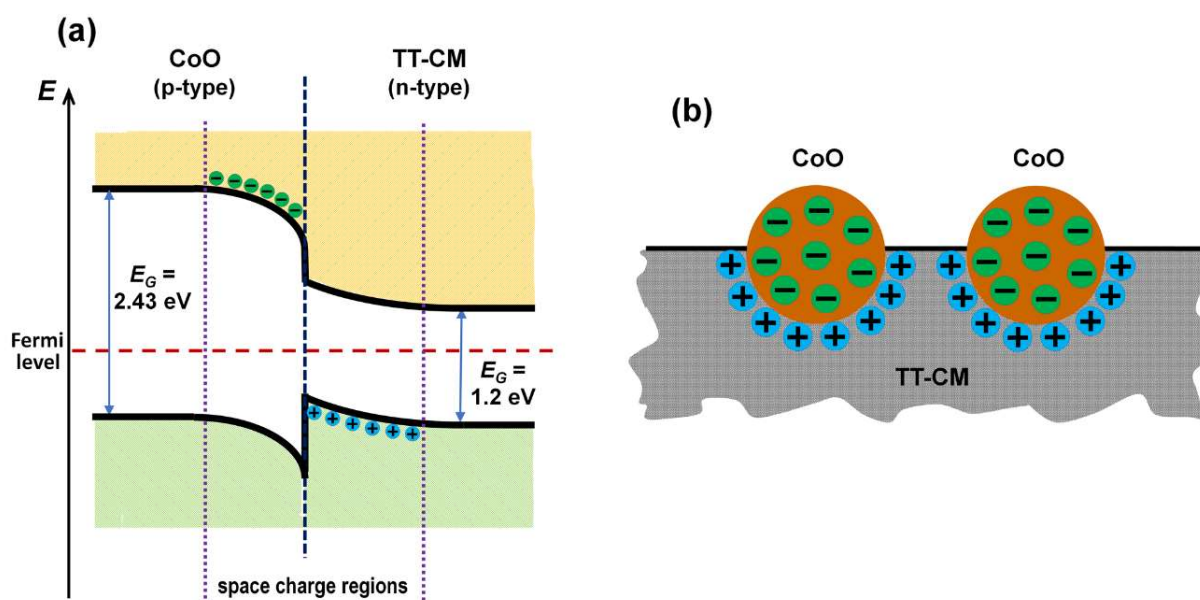 (a)
CoO
(p-type)
TT-CM
(n-type)
E
E_G =
2.43 eV
Fermi
level
E_G =
1.2 eV
space charge regions
(b)
CoO
CoO
TT-CM